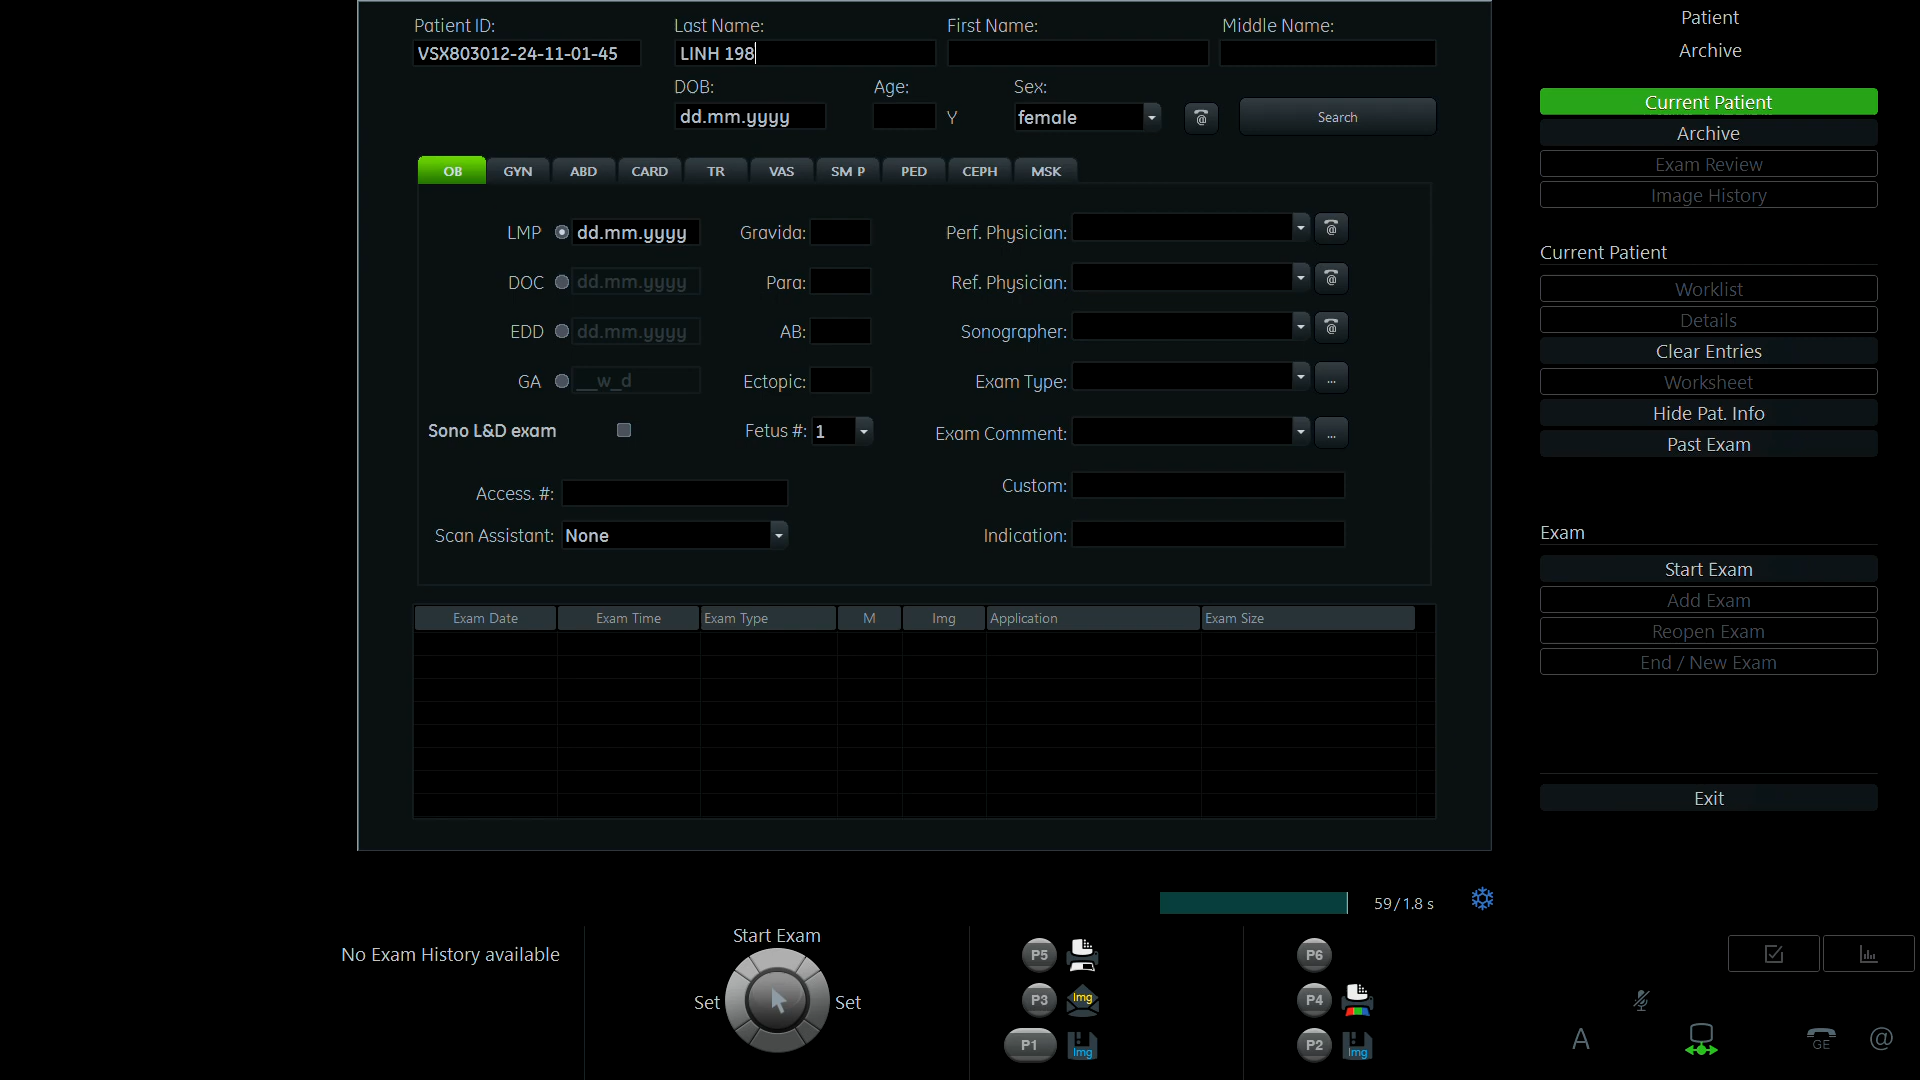 Patient ID: Last Name: First Name: Middle Name:
VSX803012-24-11-01-45 LINH 198
DOB: Age: Sex:
dd.mm.yyyy Y female @ Search
OB GYN ABD CARD TR VAS SM P PED CEPH MSK
LMP dd.mm.yyyy Gravida: Perf. Physician: @
DOC dd.mm.yyyy Para: Ref. Physician: @
EDD dd.mm.yyyy AB: Sonographer: @
GA __w_d Ectopic: Exam Type: ...
Sono L&D exam Fetus #: 1 Exam Comment: ...
Access. #: Custom:
Scan Assistant: None Indication:
Exam Date Exam Time Exam Type M Img Application Exam Size
Patient
Archive
Current Patient
Archive
Exam Review
Image History
Current Patient
Worklist
Details
Clear Entries
Worksheet
Hide Pat. Info
Past Exam
Exam
Start Exam
Add Exam
Reopen Exam
End / New Exam
Exit
59/1.8 s
No Exam History available
Start Exam
Set Set
P5
P3 Img
P1 Img
P6
P4
P2 Img
A GE @